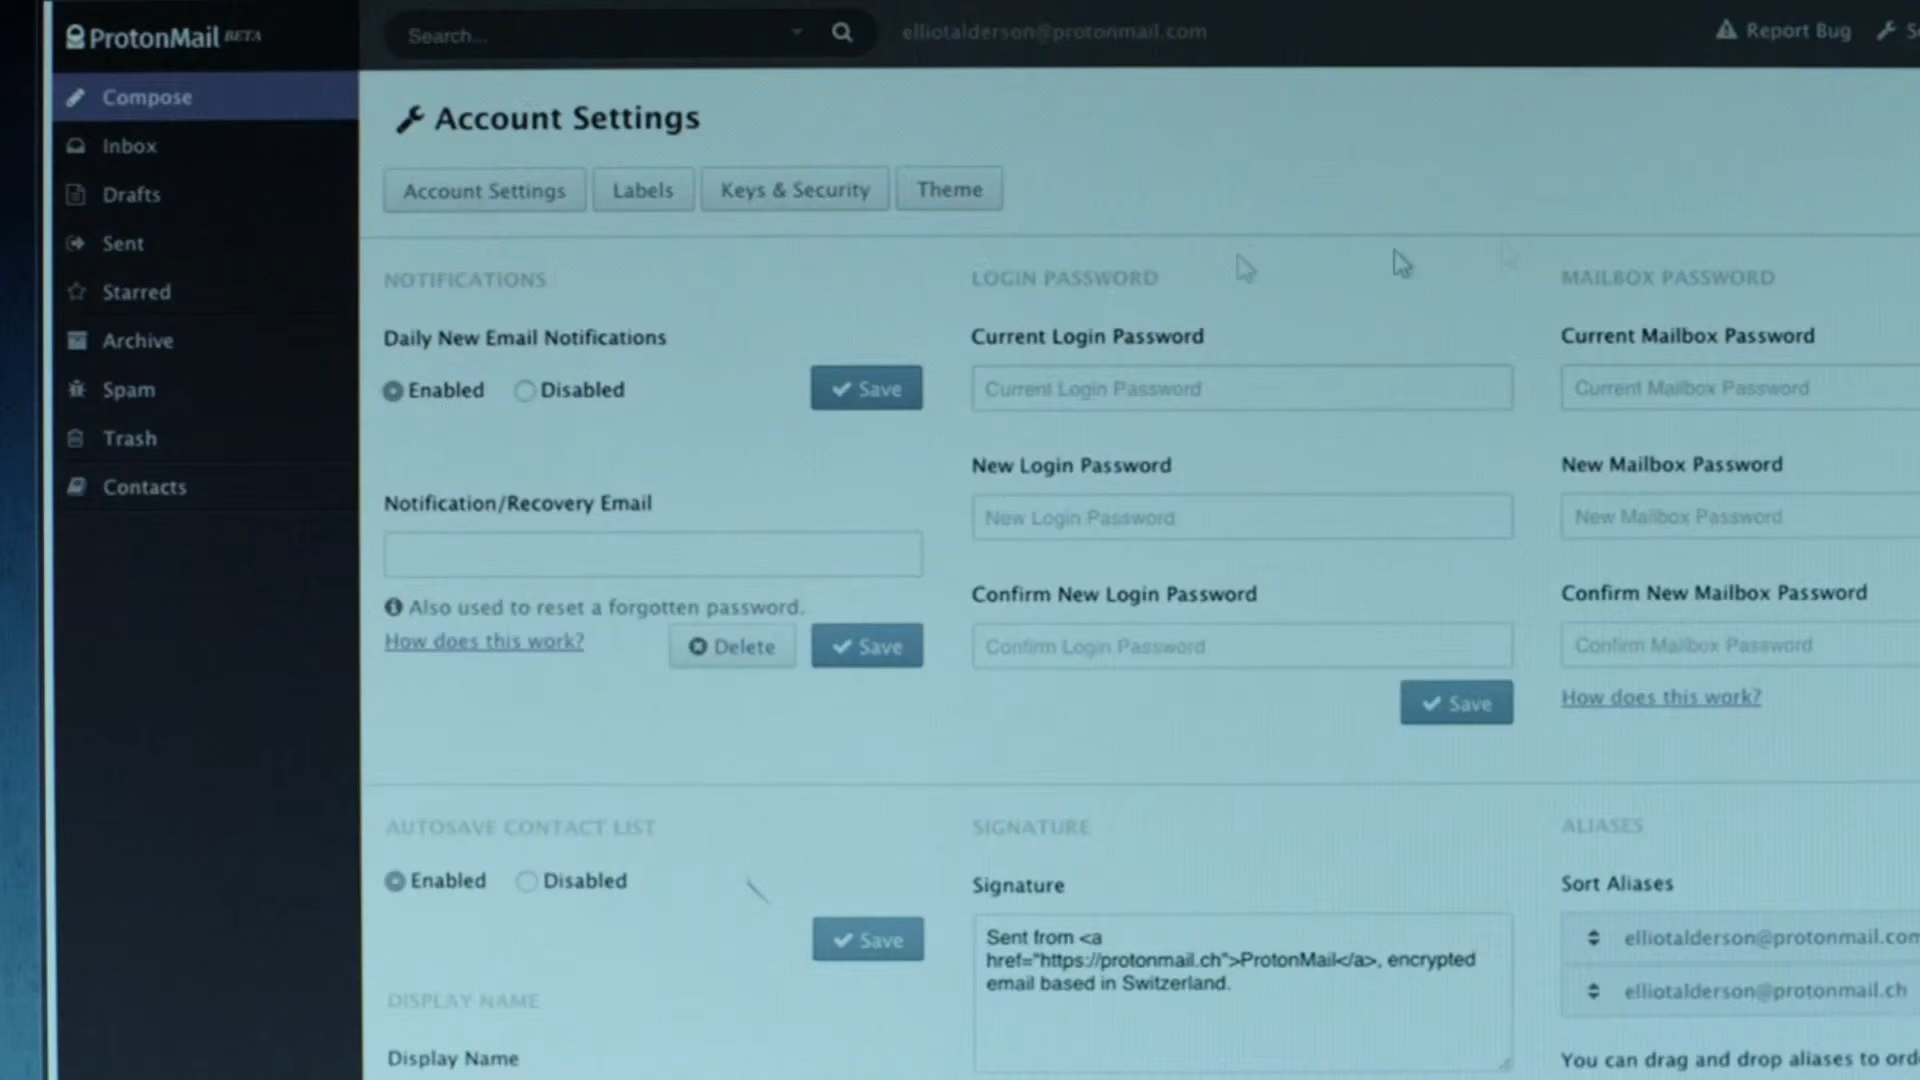 ProtonMail BETA
Search...
elliotalderson@protonmail.com
Report Bug
Compose
Inbox
Drafts
Sent
Starred
Archive
Spam
Trash
Contacts
Account Settings
Account Settings
Labels
Keys & Security
Theme
NOTIFICATIONS
Daily New Email Notifications
Enabled
Disabled
Save
Notification/Recovery Email
Also used to reset a forgotten password.
How does this work?
Delete
Save
LOGIN PASSWORD
Current Login Password
Current Login Password
New Login Password
New Login Password
Confirm New Login Password
Confirm Login Password
Save
MAILBOX PASSWORD
Current Mailbox Password
Current Mailbox Password
New Mailbox Password
New Mailbox Password
Confirm New Mailbox Password
Confirm Mailbox Password
How does this work?
AUTOSAVE CONTACT LIST
Enabled
Disabled
Save
DISPLAY NAME
Display Name
SIGNATURE
Signature
Sent from <a
href="https://protonmail.ch">ProtonMail</a>, encrypted
email based in Switzerland.
ALIASES
Sort Aliases
elliotalderson@protonmail.com
elliotalderson@protonmail.ch
You can drag and drop aliases to